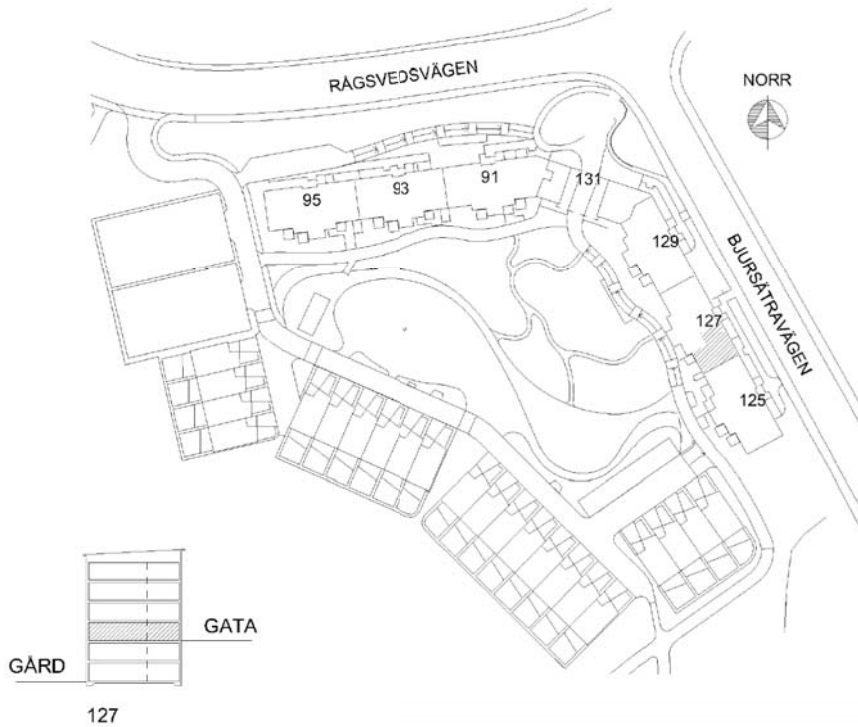 RÅGSVEDSVÄGEN
NORR
95
93
91
131
129
BJURSÄTRAVÄGEN
127
125
GATA
GÅRD
127